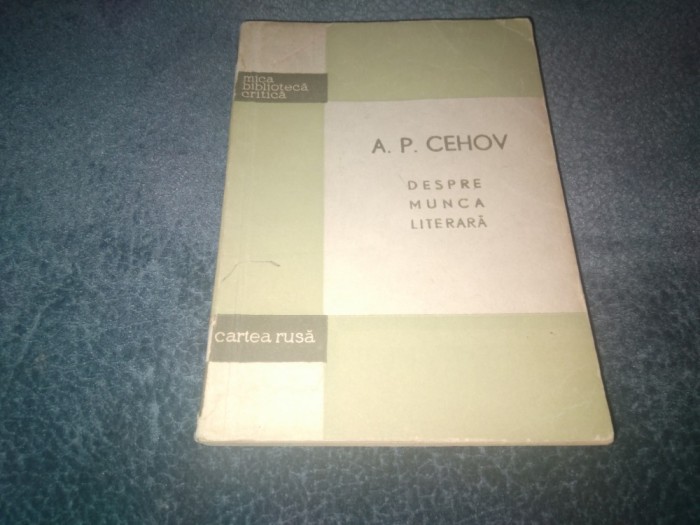 mica
bibliotecă
critică
A. P. CEHOV
DESPRE
MUNCA
LITERARĂ
cartea rusă